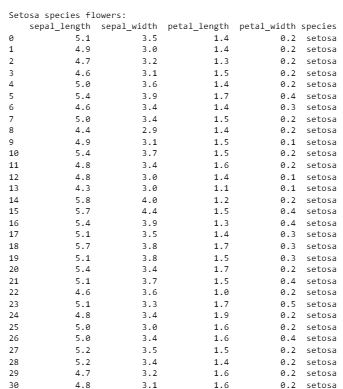 Setosa species flowers:
sepal_length sepal_width petal_length petal_width species
0 5.1 3.5 1.4 0.2 setosa
1 4.9 3.0 1.4 0.2 setosa
2 4.7 3.2 1.3 0.2 setosa
3 4.6 3.1 1.5 0.2 setosa
4 5.0 3.6 1.4 0.2 setosa
5 5.4 3.9 1.7 0.4 setosa
6 4.6 3.4 1.4 0.3 setosa
7 5.0 3.4 1.5 0.2 setosa
8 4.4 2.9 1.4 0.2 setosa
9 4.9 3.1 1.5 0.1 setosa
10 5.4 3.7 1.5 0.2 setosa
11 4.8 3.4 1.6 0.2 setosa
12 4.8 3.0 1.4 0.1 setosa
13 4.3 3.0 1.1 0.1 setosa
14 5.8 4.0 1.2 0.2 setosa
15 5.7 4.4 1.5 0.4 setosa
16 5.4 3.9 1.3 0.4 setosa
17 5.1 3.5 1.4 0.3 setosa
18 5.7 3.8 1.7 0.3 setosa
19 5.1 3.8 1.5 0.3 setosa
20 5.4 3.4 1.7 0.2 setosa
21 5.1 3.7 1.5 0.4 setosa
22 4.6 3.6 1.0 0.2 setosa
23 5.1 3.3 1.7 0.5 setosa
24 4.8 3.4 1.9 0.2 setosa
25 5.0 3.0 1.6 0.2 setosa
26 5.0 3.4 1.6 0.4 setosa
27 5.2 3.5 1.5 0.2 setosa
28 5.2 3.4 1.4 0.2 setosa
29 4.7 3.2 1.6 0.2 setosa
30 4.8 3.1 1.6 0.2 setosa